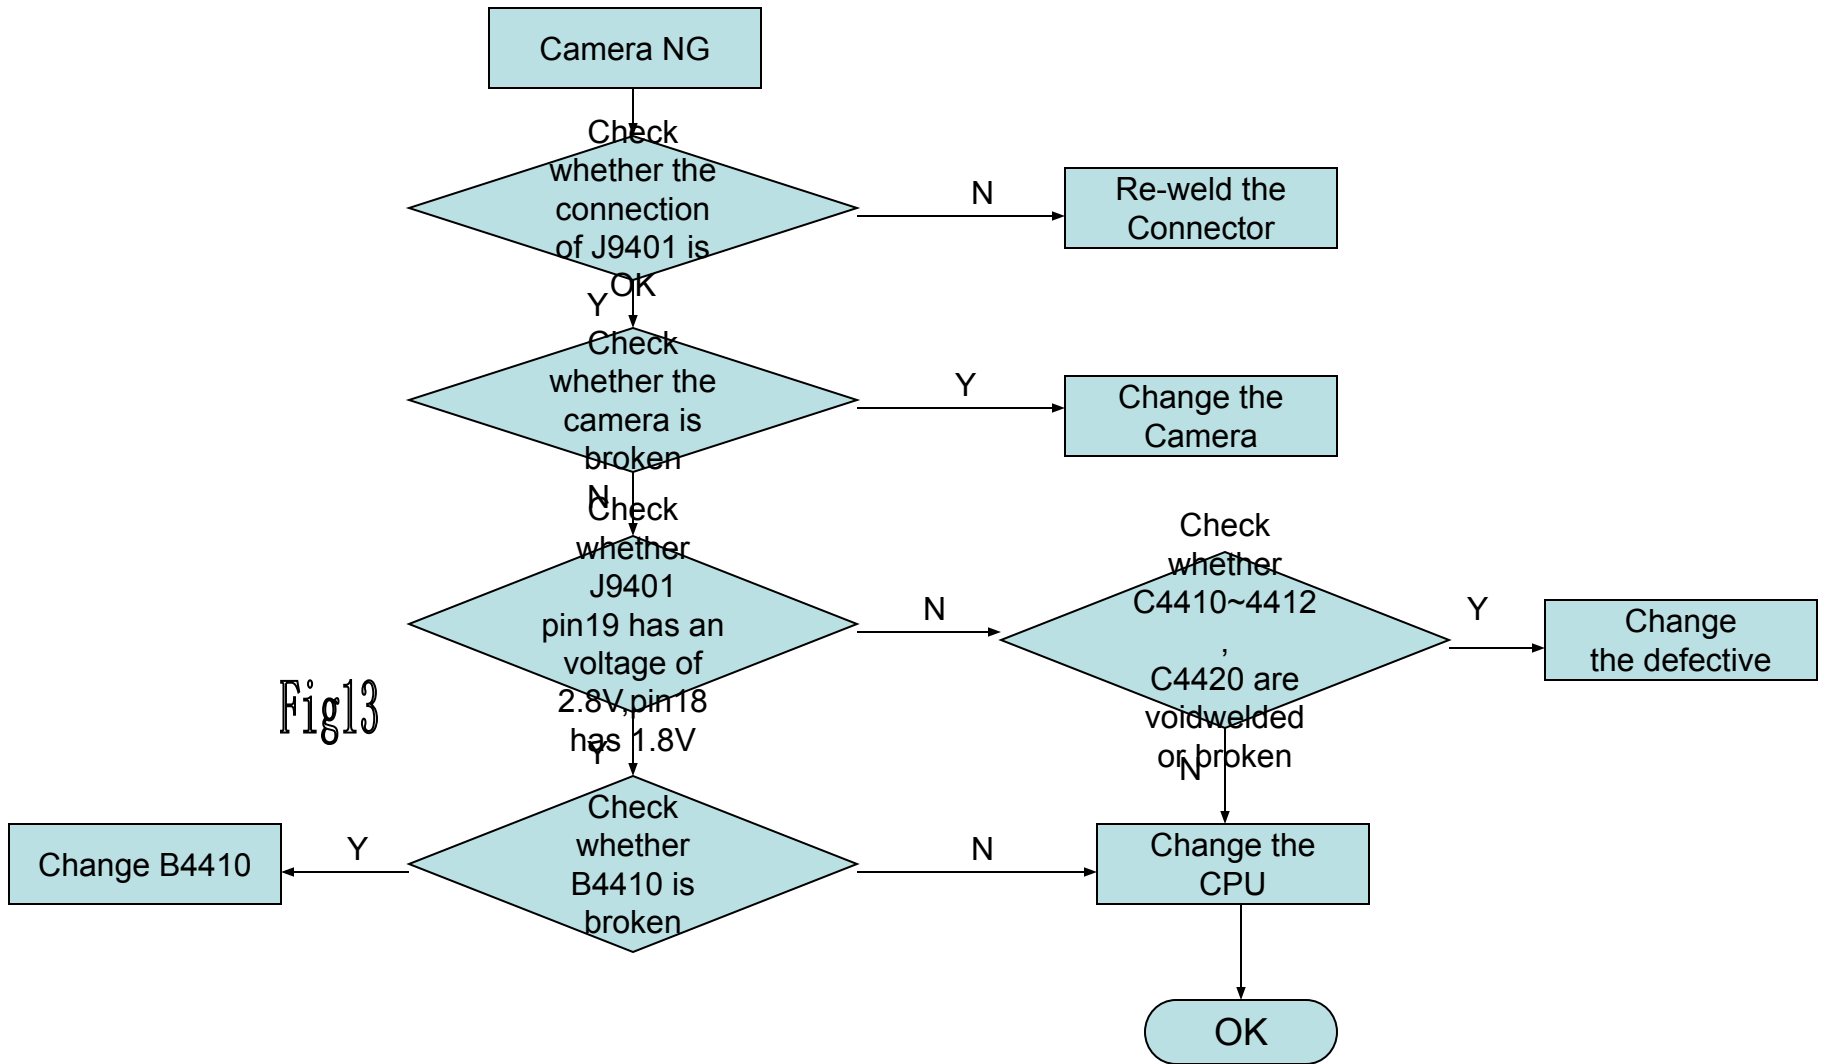 Camera NG
Check
whether the
connection
of J9401 is
OK
N
Re-weld the
Connector
Y
Check
whether the
camera is
broken
Y
Change the
Camera
N
Check
whether
J9401
pin19 has an
voltage of
2.8V,pin18
has 1.8V
N
Check
whether
C4410~4412
,
C4420 are
voidwelded
or broken
Y
Change
the defective
Fig13
Y
N
Check
whether
B4410 is
broken
Y
Change B4410
N
Change the
CPU
OK